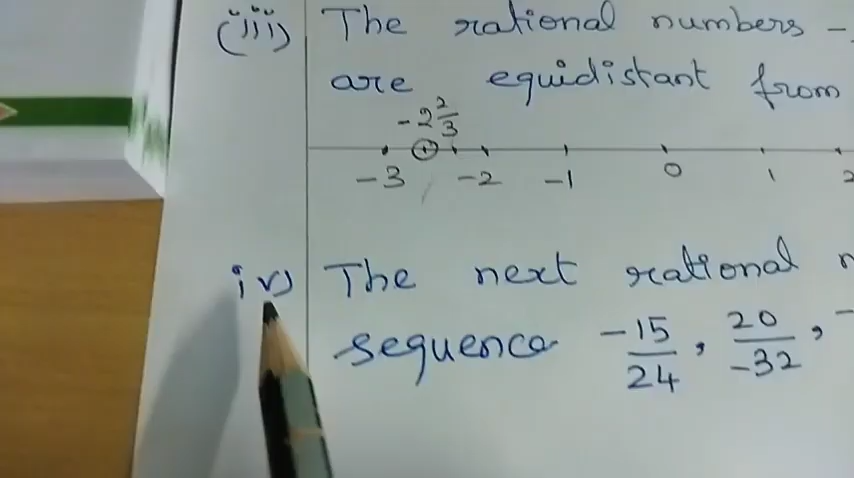 (iii) The rational numbers -
are equidistant from
-2 2/3
-3 -2 -1 0 1 2
iv) The next rational
sequence -15/24, 20/-32, -